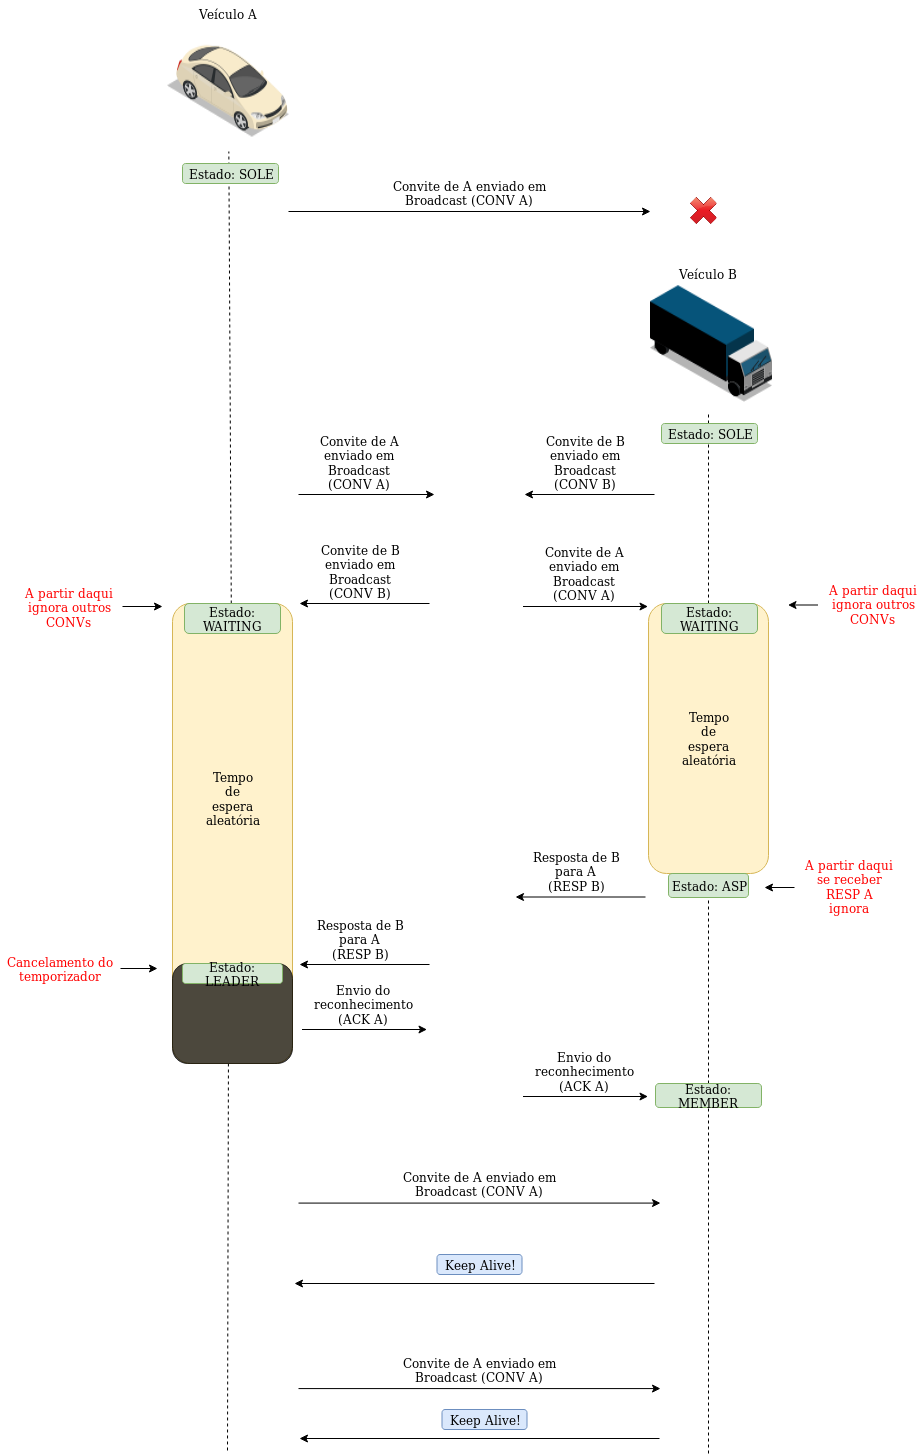 Veículo A
Estado: SOLE
Convite de A enviado em
Broadcast (CONV A)
Veículo B
Estado: SOLE
Convite de A
enviado em
Broadcast
(CONV A)
Convite de B
enviado em
Broadcast
(CONV B)
Convite de B
enviado em
Broadcast
(CONV B)
Convite de A
enviado em
Broadcast
(CONV A)
A partir daqui
ignora outros
CONVs
Estado:
WAITING
Estado:
WAITING
A partir daqui
ignora outros
CONVs
Tempo
de
espera
aleatória
Tempo
de
espera
aleatória
Resposta de B
para A
(RESP B)
Estado: ASP
A partir daqui
se receber
RESP A
ignora
Resposta de B
para A
(RESP B)
Cancelamento do
temporizador
Estado:
LEADER
Envio do
reconhecimento
(ACK A)
Envio do
reconhecimento
(ACK A)
Estado:
MEMBER
Convite de A enviado em
Broadcast (CONV A)
Keep Alive!
Convite de A enviado em
Broadcast (CONV A)
Keep Alive!